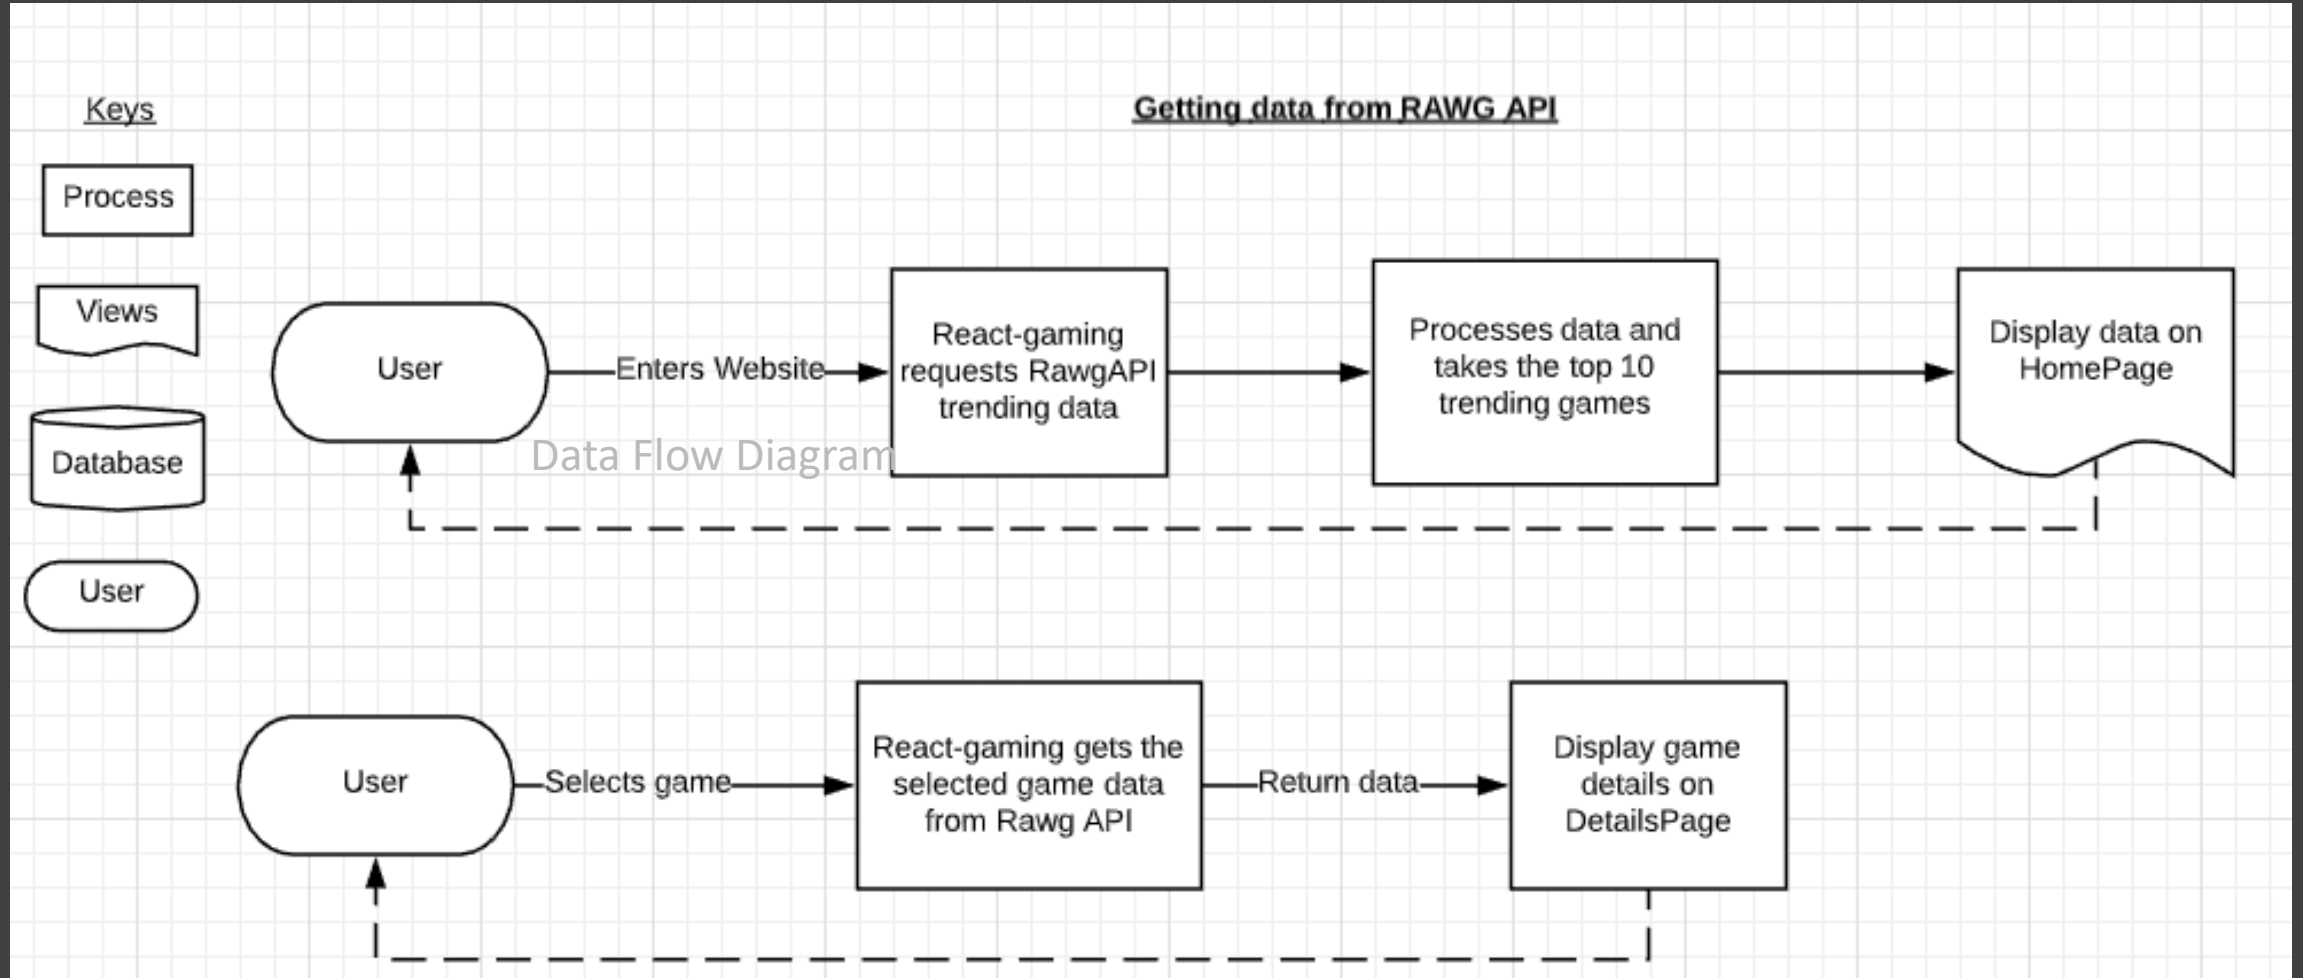 Keys
Getting data from RAWG API
Process
Views
Database
User
User
Enters Website
React-gaming
requests RawgAPI
trending data
Processes data and
takes the top 10
trending games
Display data on
HomePage
Data Flow Diagram
User
Selects game
React-gaming gets the
selected game data
from Rawg API
Return data
Display game
details on
DetailsPage